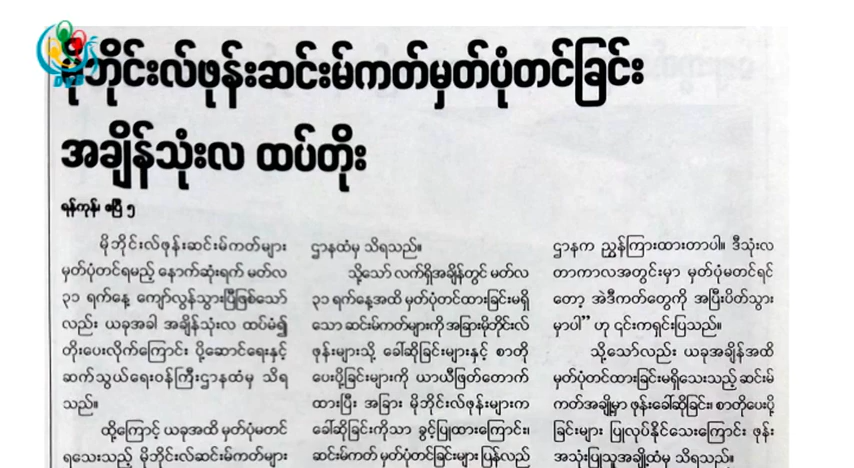 မိုဘိုင်းလ်ဖုန်းဆင်းမ်ကတ်မှတ်ပုံတင်ခြင်း
အချိန်သုံးလ ထပ်တိုး
ရန်ကုန်၊ ဧပြီ ၅
မိုဘိုင်းလ်ဖုန်းဆင်းမ်ကတ်များ
မှတ်ပုံတင်ရမည့် နောက်ဆုံးရက် မတ်လ
၃၁ ရက်နေ့ ကျော်လွန်သွားပြီဖြစ်သော်
လည်း ယခုအခါ အချိန်သုံးလ ထပ်မံ၍
တိုးပေးလိုက်ကြောင်း ပို့ဆောင်ရေးနှင့်
ဆက်သွယ်ရေးဝန်ကြီးဌာနထံမှ သိရ
သည်။
ထို့ကြောင့် ယခုအထိ မှတ်ပုံမတင်
ရသေးသည့် မိုဘိုင်းလ်ဆင်းမ်ကတ်များ
ဌာနထံမှ သိရသည်။
သို့သော် လက်ရှိအချိန်တွင် မတ်လ
၃၁ ရက်နေ့အထိ မှတ်ပုံတင်ထားခြင်းမရှိ
သော ဆင်းမ်ကတ်များကို အခြားမိုဘိုင်းလ်
ဖုန်းများသို့ ခေါ်ဆိုခြင်းများနှင့် စာတို
ပေးပို့ခြင်းများကို ယာယီဖြတ်တောက်
ထားပြီး အခြား မိုဘိုင်းလ်ဖုန်းများက
ခေါ်ဆိုခြင်းကိုသာ ခွင့်ပြုထားကြောင်း၊
ဆင်းမ်ကတ် မှတ်ပုံတင်ခြင်းများ ပြန်လည်
ဌာနက ညွှန်ကြားထားတာပါ။ ဒီသုံးလ
တာကာလအတွင်းမှာ မှတ်ပုံမတင်ရင်
တော့ အဲဒီကတ်တွေကို အပြီးပိတ်သွား
မှာပါ” ဟု ၎င်းကရှင်းပြသည်။
သို့သော်လည်း ယခုအချိန်အထိ
မှတ်ပုံတင်ထားခြင်းမရှိသေးသည့် ဆင်းမ်
ကတ်အချို့မှာ ဖုန်းခေါ်ဆိုခြင်း၊ စာတိုပေးပို့
ခြင်းများ ပြုလုပ်နိုင်သေးကြောင်း ဖုန်း
အသုံးပြုသူအချို့ထံမှ သိရသည်။